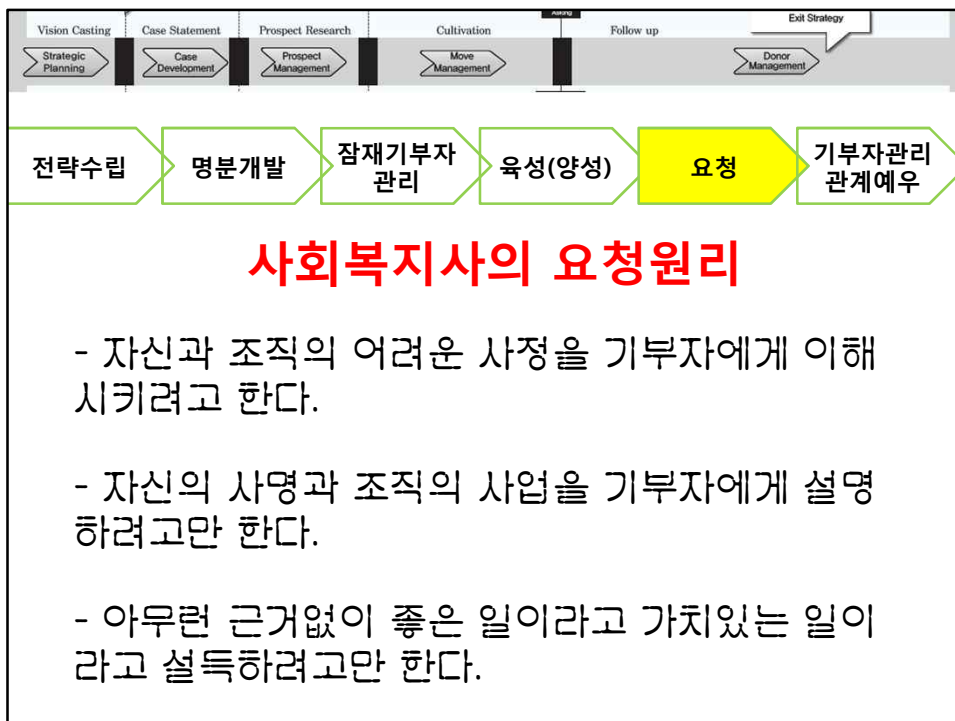 Asking
Exit Strategy
Vision Casting
Case Statement
Prospect Research
Cultivation
Follow up
Strategic
Planning
Case
Development
Prospect
Management
Move
Management
Donor
Management
전략수립
명분개발
잠재기부자
관리
육성(양성)
요청
기부자관리
관계예우
사회복지사의 요청원리
- 자신과 조직의 어려운 사정을 기부자에게 이해
시키려고 한다.
- 자신의 사명과 조직의 사업을 기부자에게 설명
하려고만 한다.
- 아무런 근거없이 좋은 일이라고 가치있는 일이
라고 설득하려고만 한다.